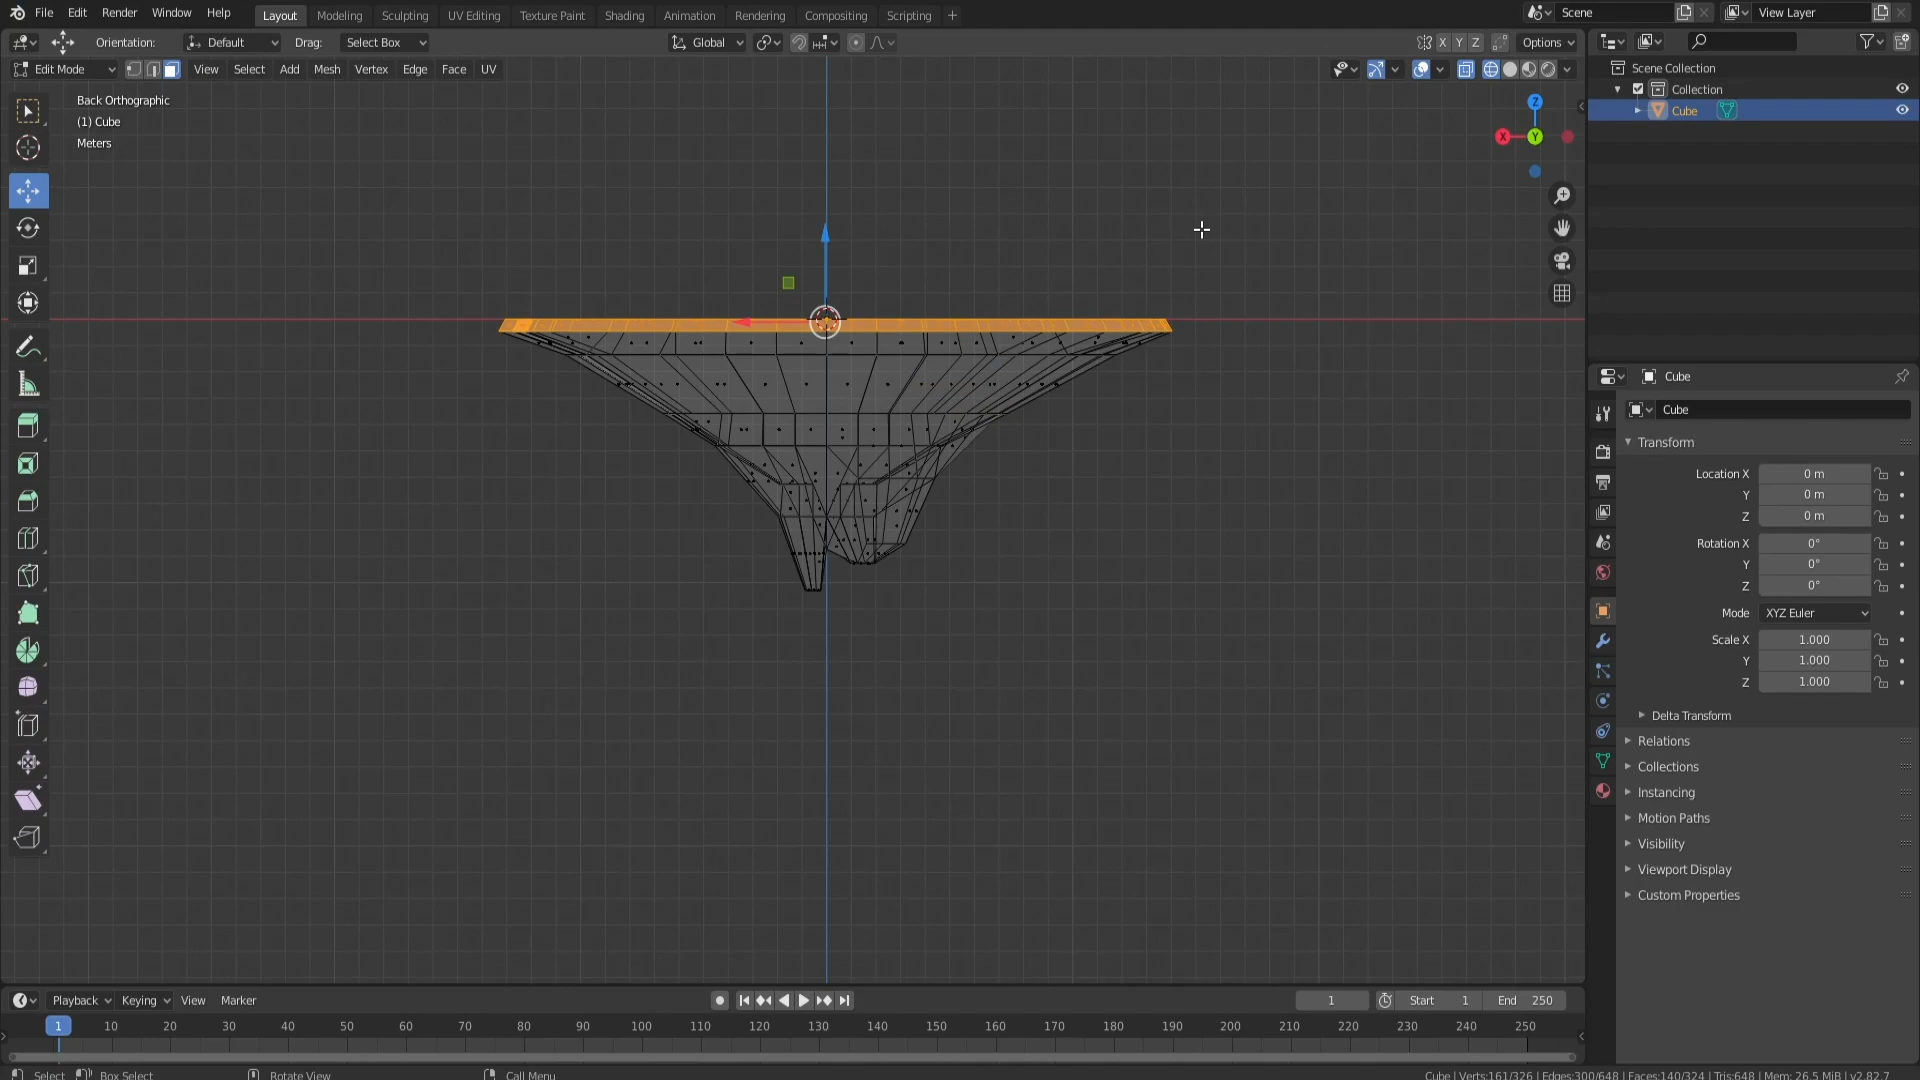 File Edit Render Window Help Layout Modeling Sculpting UV Editing Texture Paint Shading Animation Rendering Compositing Scripting + Scene View Layer
Orientation: Default Drag: Select Box Global X Y Z Options
Edit Mode View Select Add Mesh Vertex Edge Face UV
Back Orthographic
(1) Cube
Meters
Z
X
Y
Scene Collection
Collection
Cube
Cube
Cube
Transform
Location X 0 m
Y 0 m
Z 0 m
Rotation X 0°
Y 0°
Z 0°
Mode XYZ Euler
Scale X 1.000
Y 1.000
Z 1.000
Delta Transform
Relations
Collections
Instancing
Motion Paths
Visibility
Viewport Display
Custom Properties
Playback Keying View Marker 1 Start 1 End 250
1 10 20 30 40 50 60 70 80 90 100 110 120 130 140 150 160 170 180 190 200 210 220 230 240 250
Select Box Select Rotate View Call Menu Cube | Verts:161/326 | Edges:300/648 | Faces:140/324 | Tris:648 | Mem: 26.5 MiB | v2.82.7